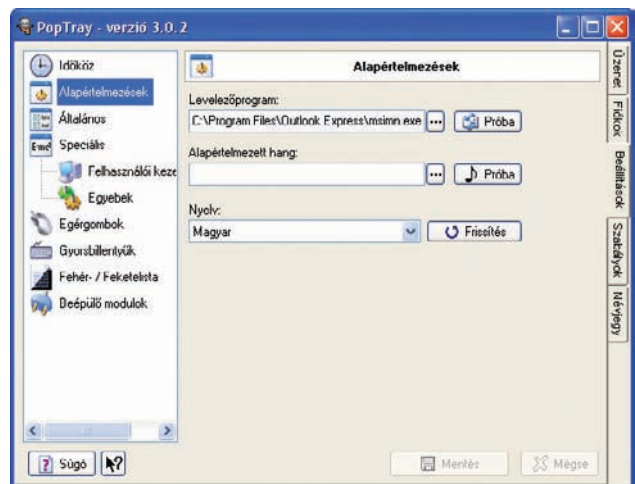 PopTray - verzió 3.0.2
Időköz
Alapértelmezések
Általános
Speciális
Felhasználói keze
Egyebek
Egérgombok
Gyorsbillentyűk
Fehér- / Feketelista
Beépülő modulok
Súgó
Alapértelmezések
Levelezőprogram:
C:\Program Files\Outlook Express\msimn.exe
...
Próba
Alapértelmezett hang:
...
Próba
Nyelv:
Magyar
Frissítés
Mentés
Mégse
Üzenet
Fiókok
Beállítások
Szabályok
Névjegy